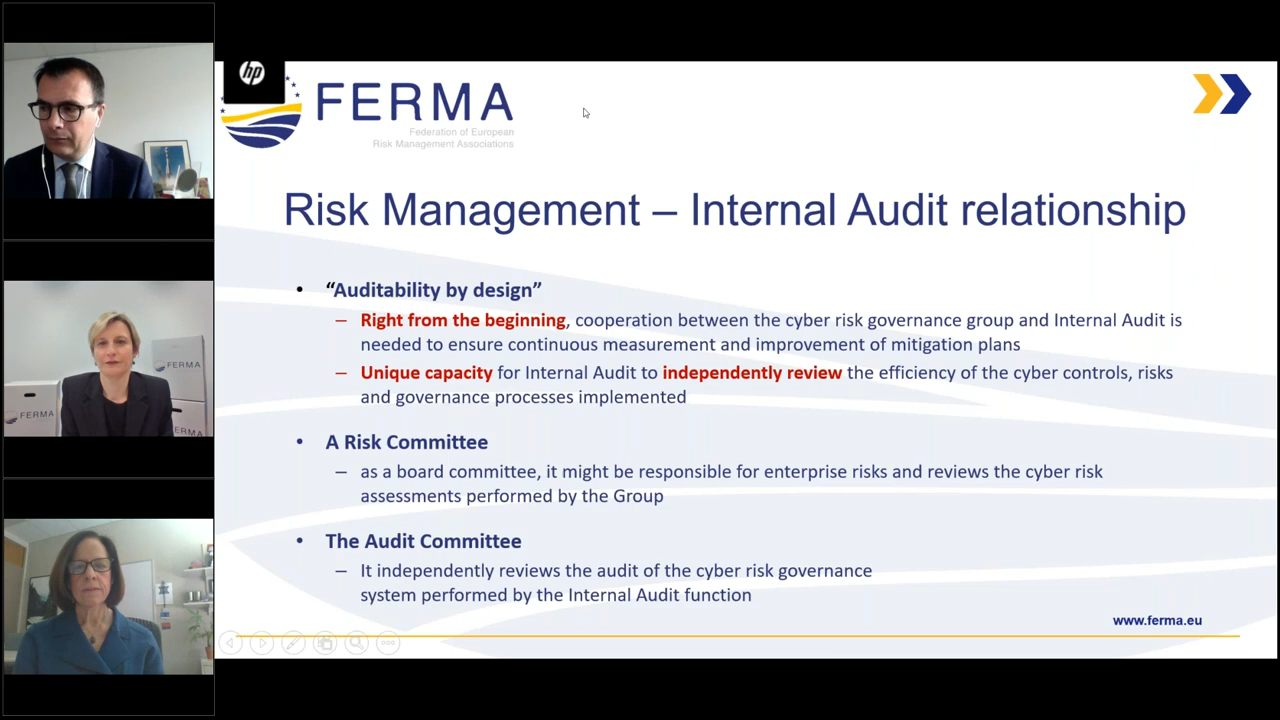 hp
FERMA
Federation of European
Risk Management Associations
Risk Management – Internal Audit relationship
• “Auditability by design”
– Right from the beginning, cooperation between the cyber risk governance group and Internal Audit is
needed to ensure continuous measurement and improvement of mitigation plans
– Unique capacity for Internal Audit to independently review the efficiency of the cyber controls, risks
and governance processes implemented
• A Risk Committee
– as a board committee, it might be responsible for enterprise risks and reviews the cyber risk
assessments performed by the Group
• The Audit Committee
– It independently reviews the audit of the cyber risk governance
system performed by the Internal Audit function
www.ferma.eu
FERMA
FERMA
FERMA